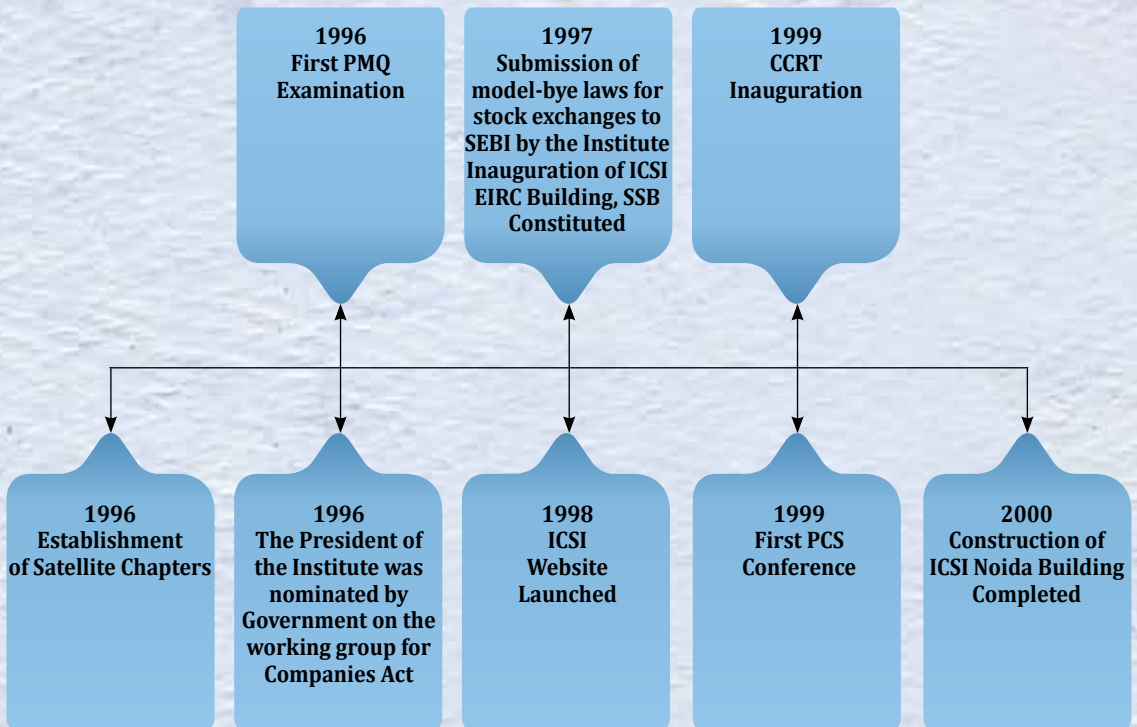 1996
First PMQ
Examination
1997
Submission of
model-bye laws for
stock exchanges to
SEBI by the Institute
Inauguration of ICSI
EIRC Building, SSB
Constituted
1999
CCRT
Inauguration
1996
Establishment
of Satellite Chapters
1996
The President of
the Institute was
nominated by
Government on the
working group for
Companies Act
1998
ICSI
Website
Launched
1999
First PCS
Conference
2000
Construction of
ICSI Noida Building
Completed